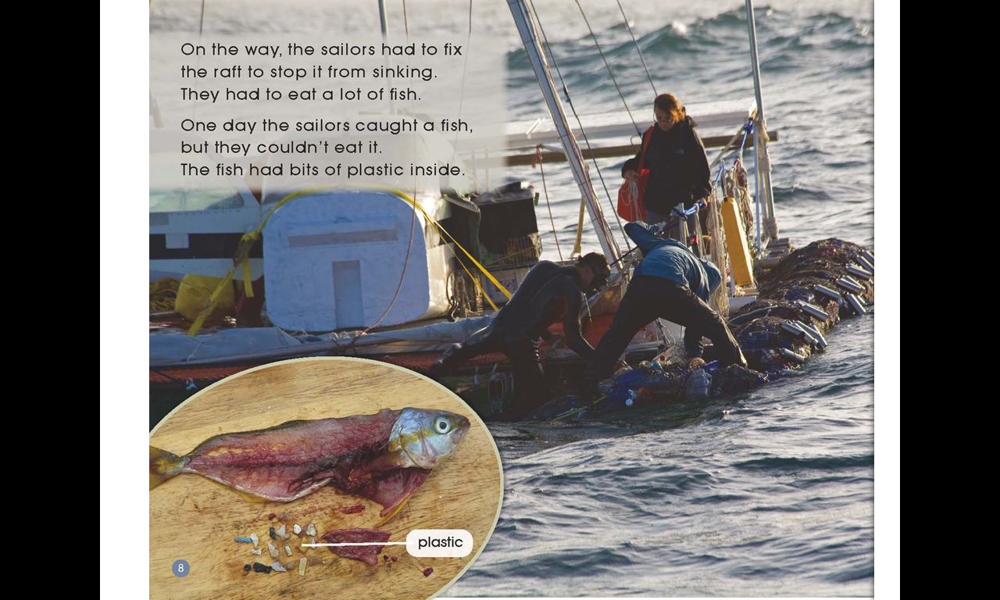 On the way, the sailors had to fix
the raft to stop it from sinking.
They had to eat a lot of fish.
One day the sailors caught a fish,
but they couldn't eat it.
The fish had bits of plastic inside.
plastic
8